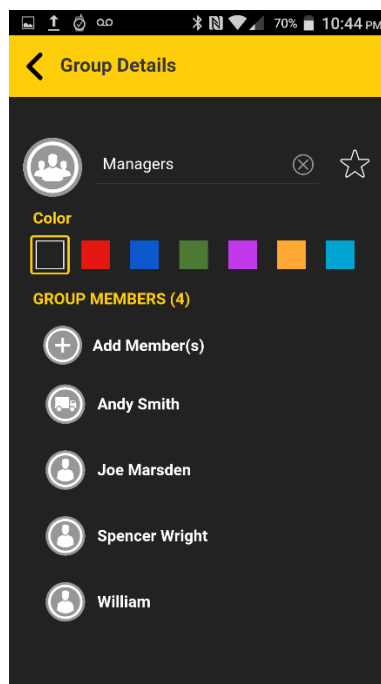 70% 10:44 PM
Group Details
Managers
Color
GROUP MEMBERS (4)
Add Member(s)
Andy Smith
Joe Marsden
Spencer Wright
William